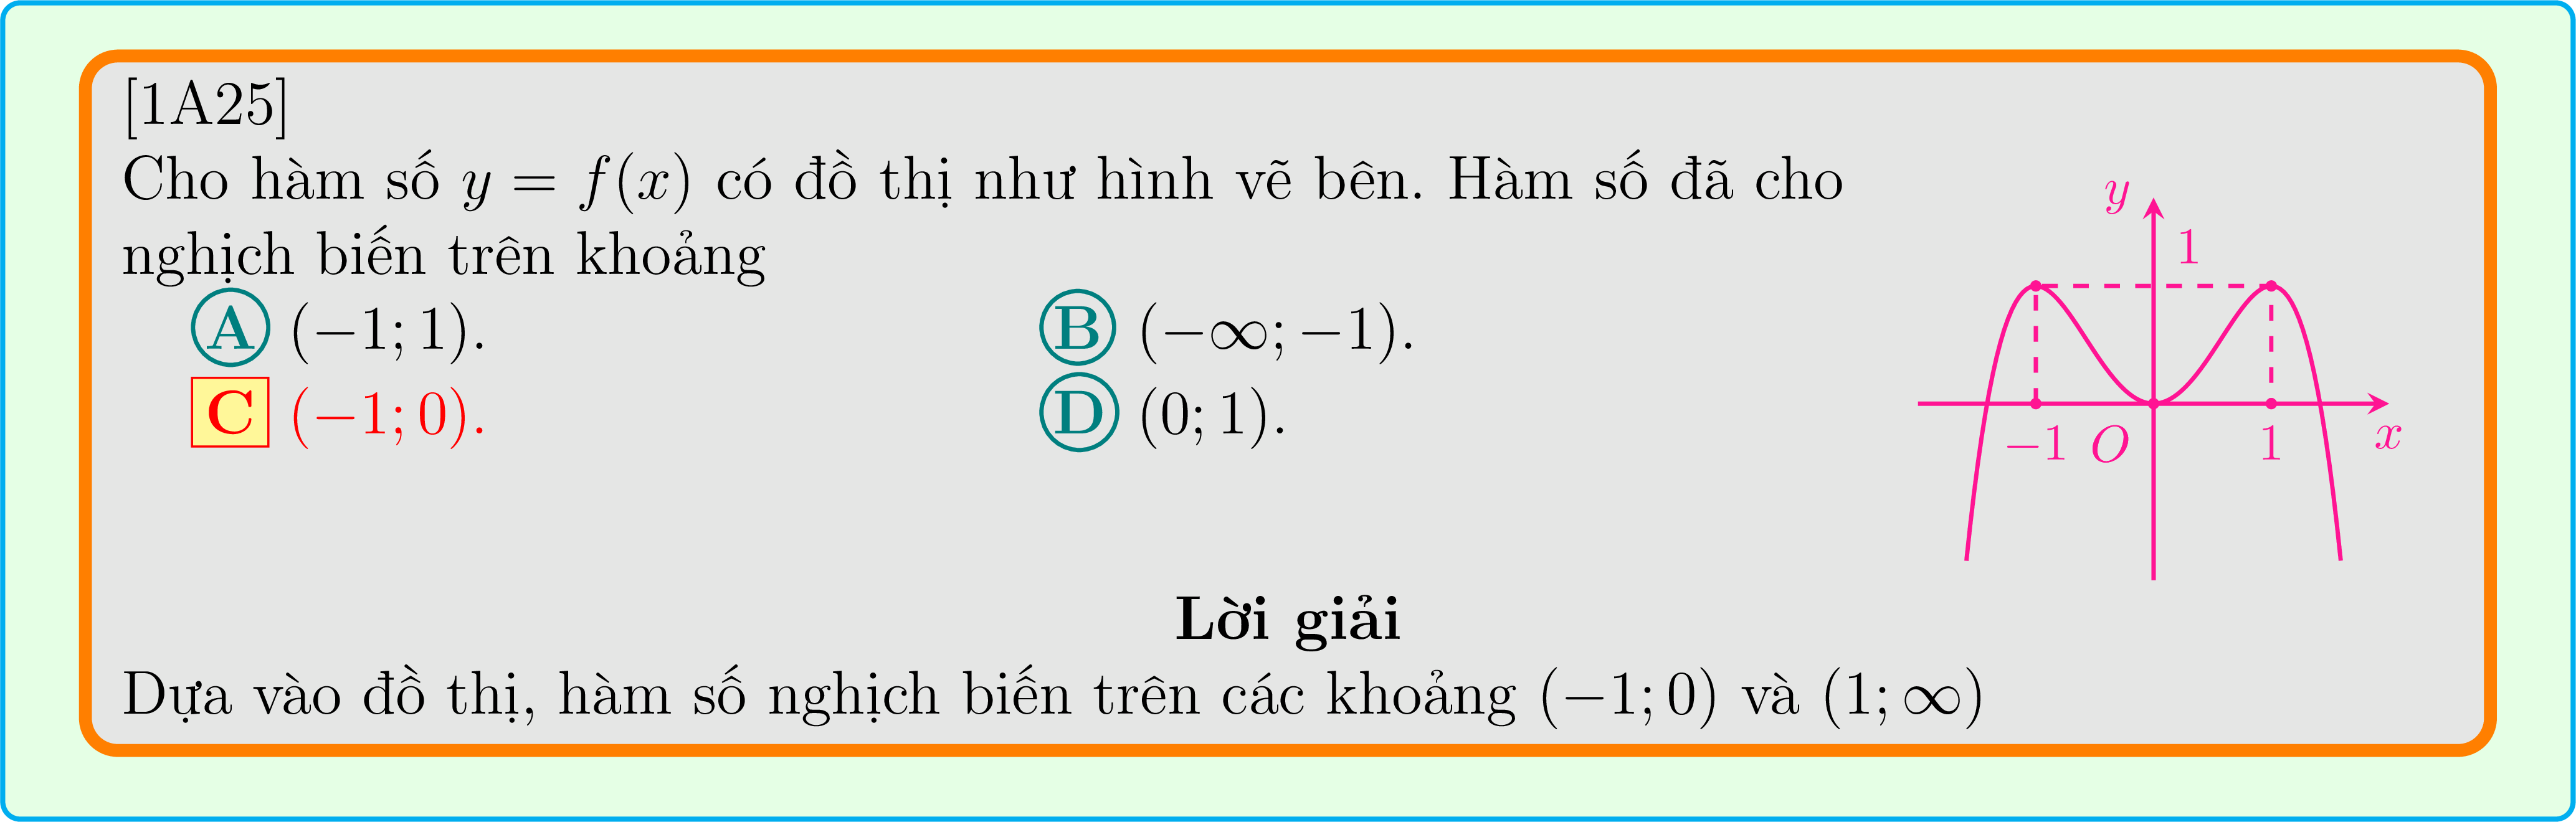 [1A25]
Cho hàm số y = f(x) có đồ thị như hình vẽ bên. Hàm số đã cho
nghịch biến trên khoảng
A (−1; 1). B (−∞; −1).
C (−1; 0). D (0; 1).
y
1
−1 O 1 x
Lời giải
Dựa vào đồ thị, hàm số nghịch biến trên các khoảng (−1; 0) và (1; ∞)